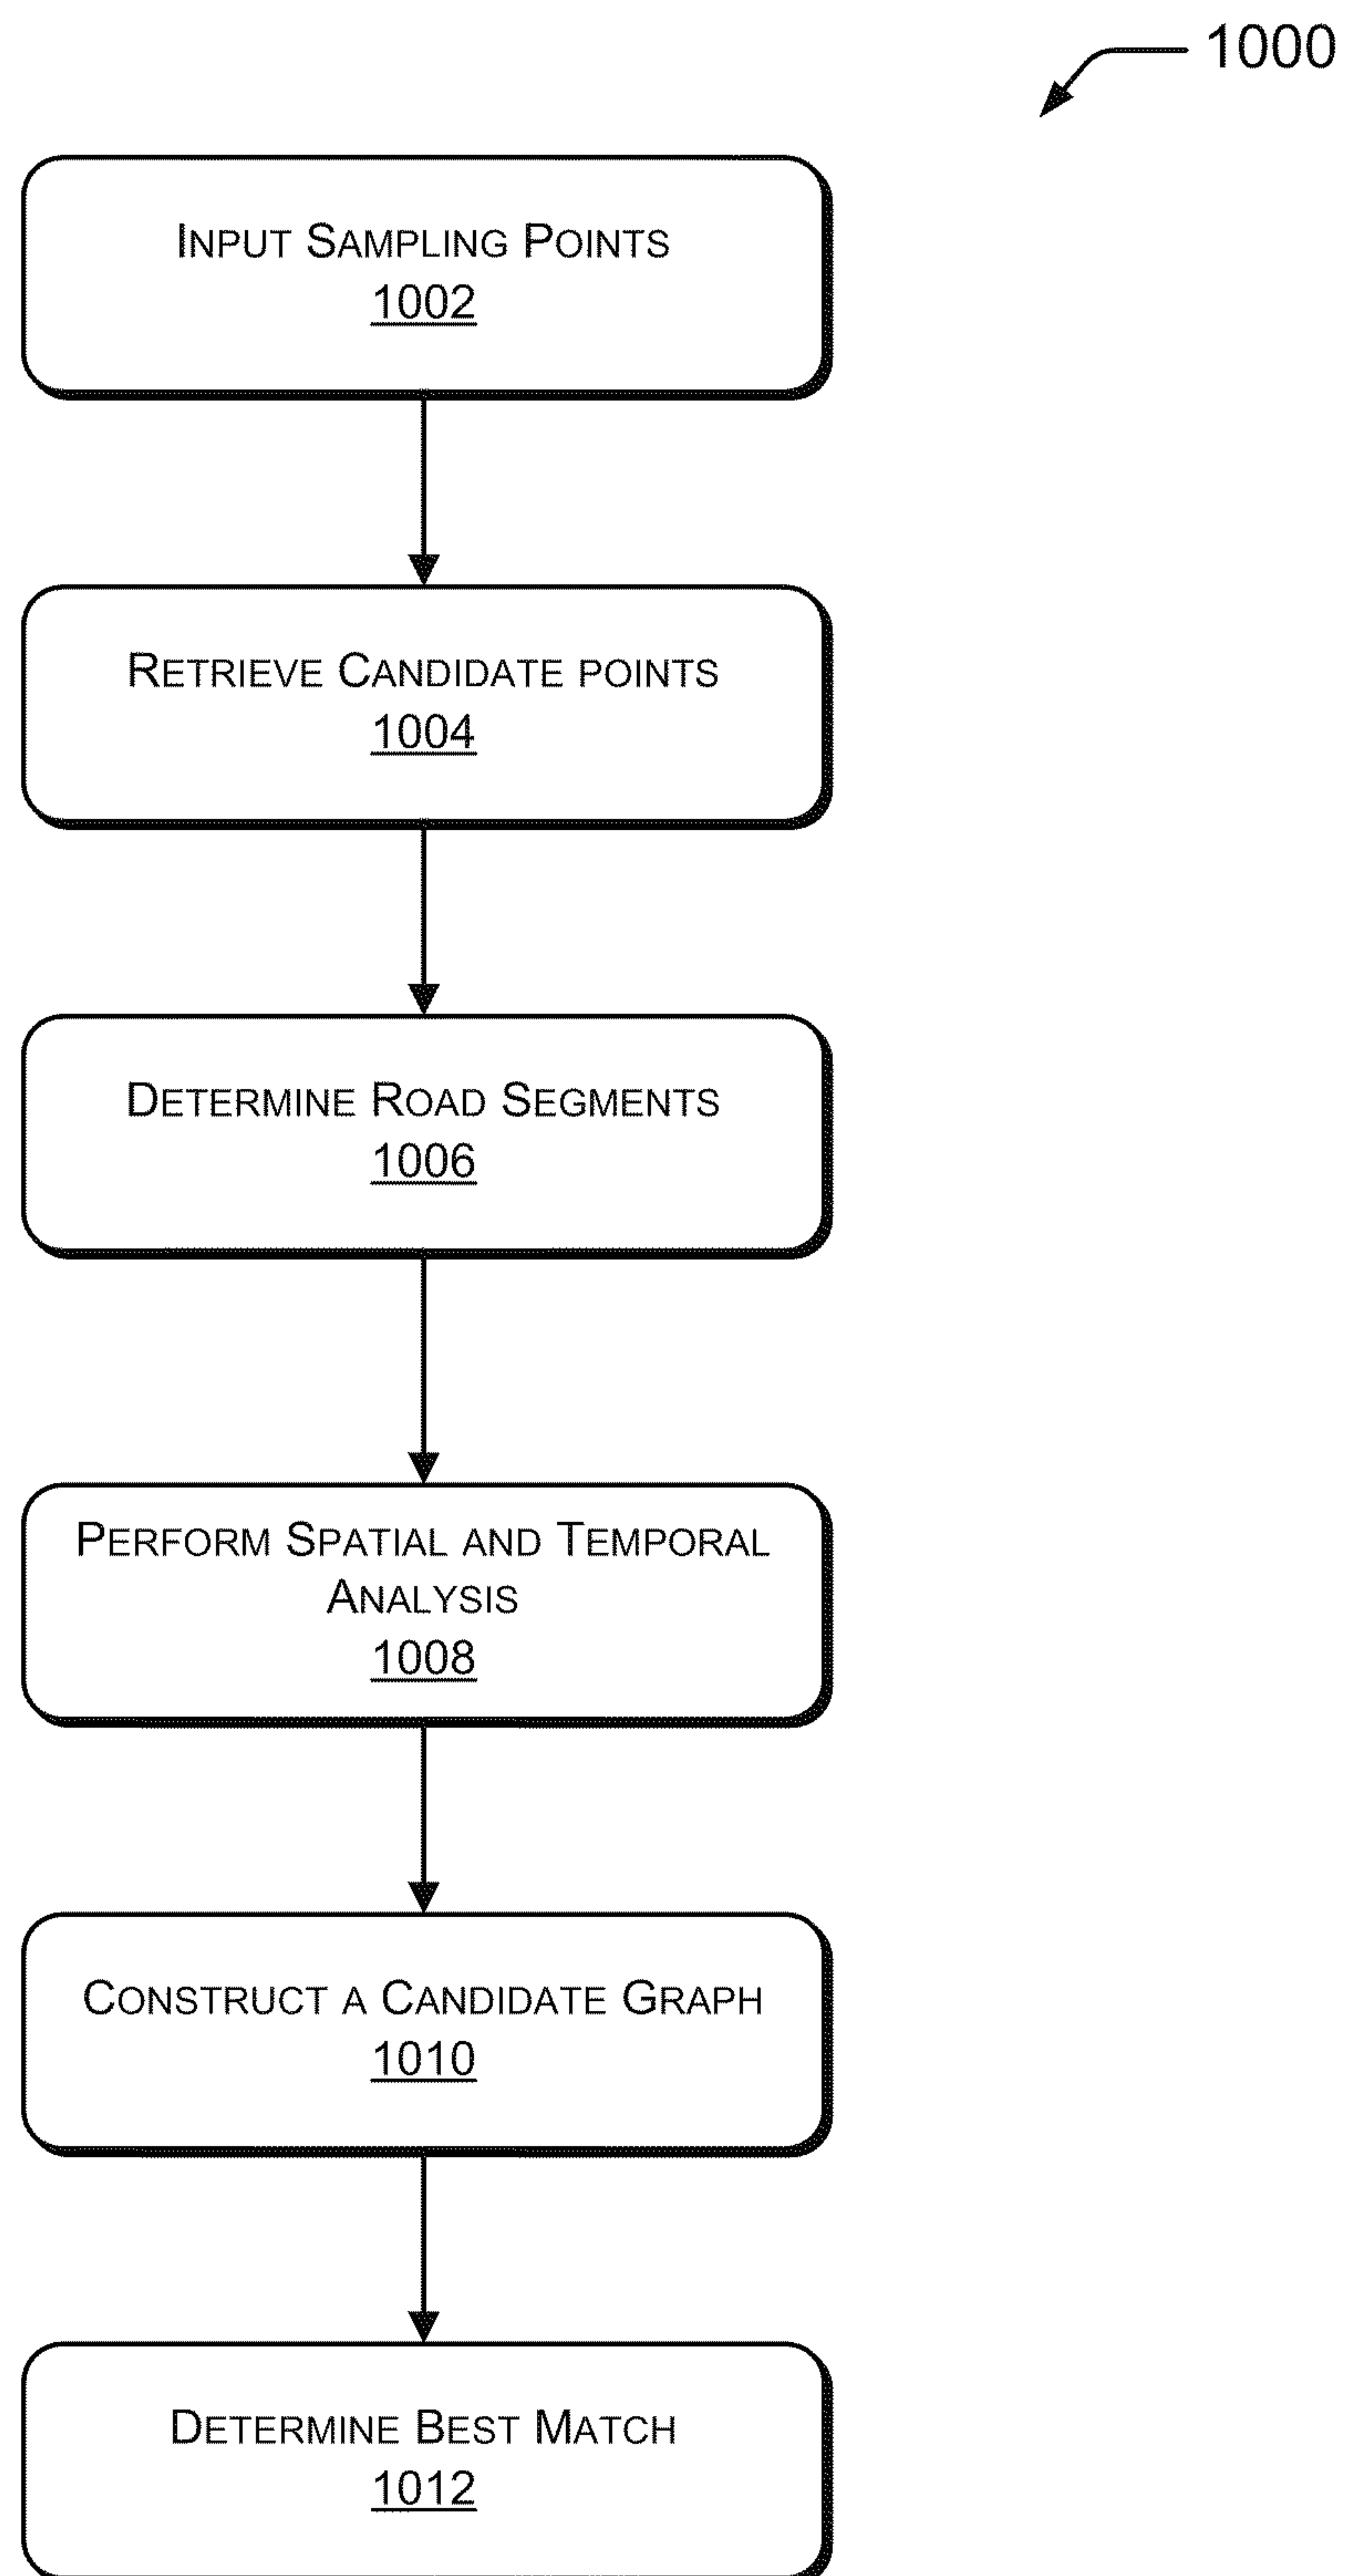 1000
INPUT SAMPLING POINTS
1002
RETRIEVE CANDIDATE POINTS
1004
DETERMINE ROAD SEGMENTS
1006
PERFORM SPATIAL AND TEMPORAL
ANALYSIS
1008
CONSTRUCT A CANDIDATE GRAPH
1010
DETERMINE BEST MATCH
1012